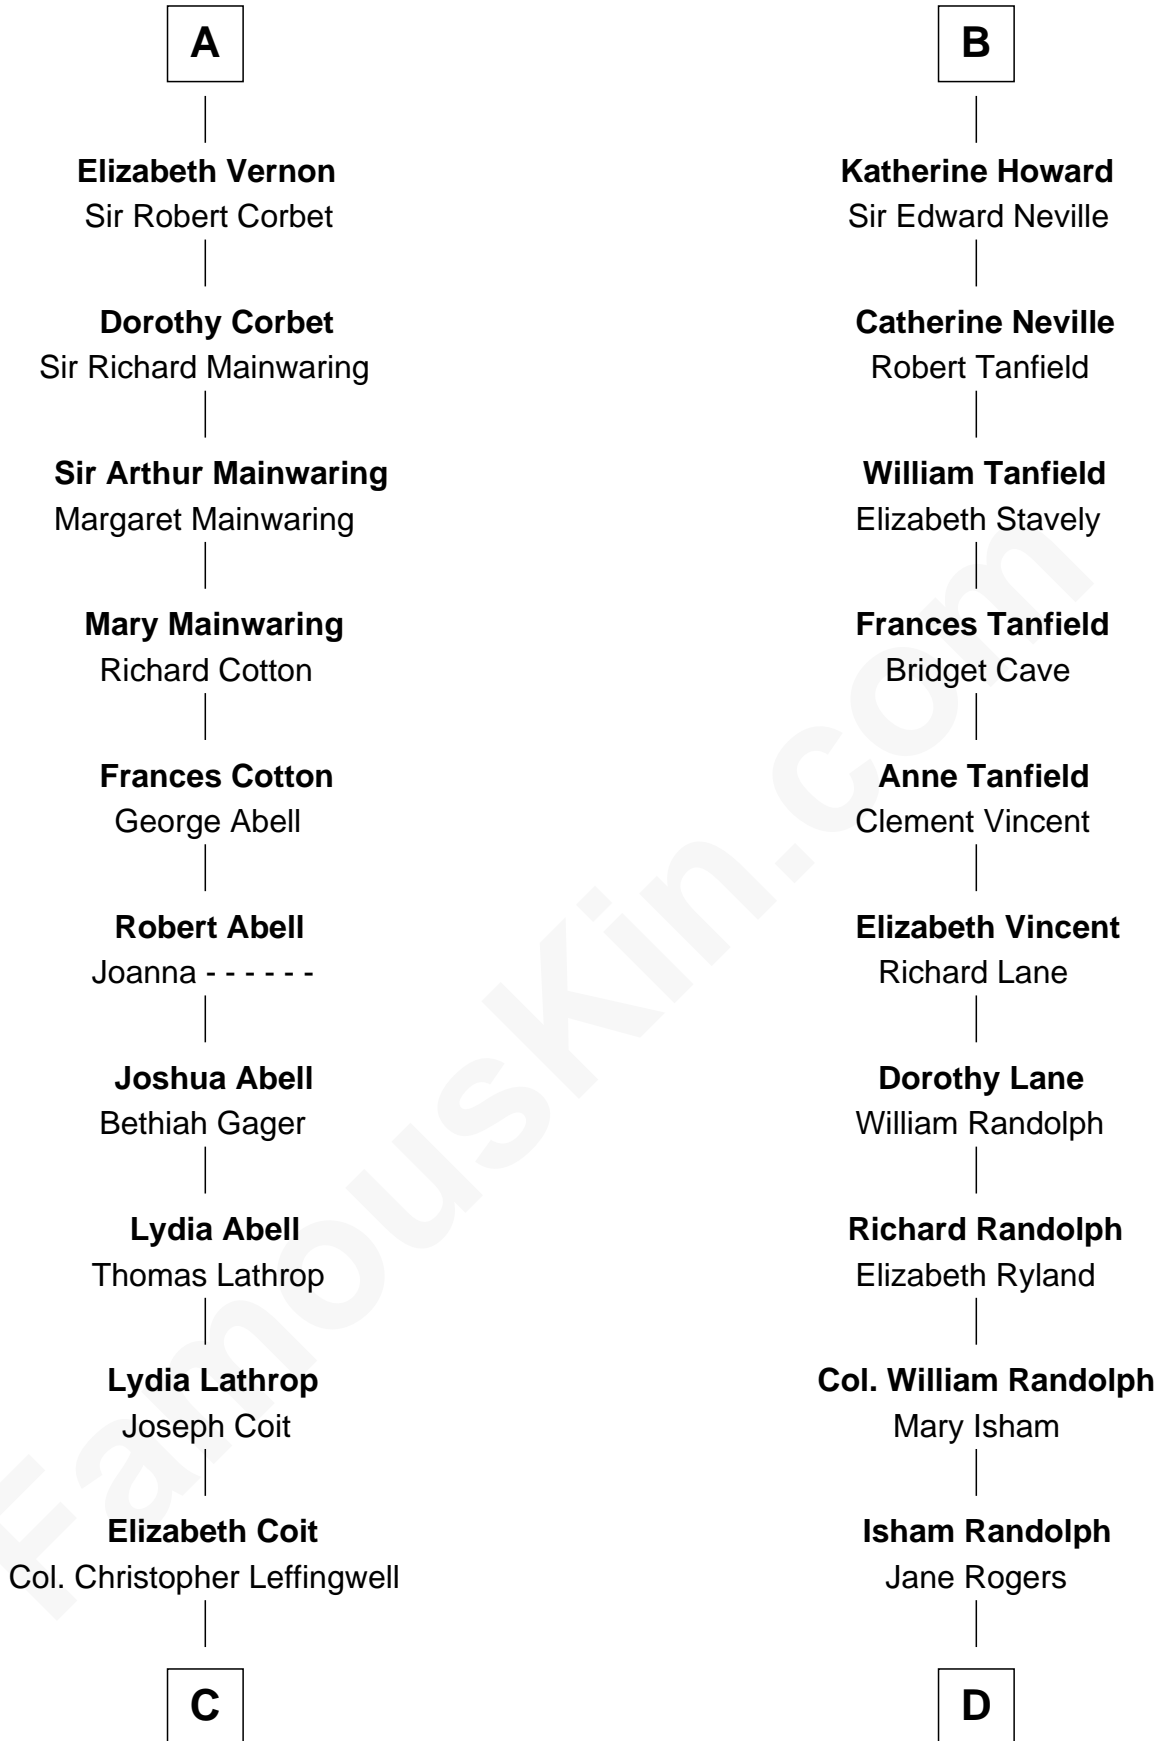 A
Elizabeth Vernon
Sir Robert Corbet
Dorothy Corbet
Sir Richard Mainwaring
Sir Arthur Mainwaring
Margaret Mainwaring
Mary Mainwaring
Richard Cotton
Frances Cotton
George Abell
Robert Abell
Joanna - - - - - -
Joshua Abell
Bethiah Gager
Lydia Abell
Thomas Lathrop
Lydia Lathrop
Joseph Coit
Elizabeth Coit
Col. Christopher Leffingwell
C
B
Katherine Howard
Sir Edward Neville
Catherine Neville
Robert Tanfield
William Tanfield
Elizabeth Stavely
Frances Tanfield
Bridget Cave
Anne Tanfield
Clement Vincent
Elizabeth Vincent
Richard Lane
Dorothy Lane
William Randolph
Richard Randolph
Elizabeth Ryland
Col. William Randolph
Mary Isham
Isham Randolph
Jane Rogers
D
FamousKin.com